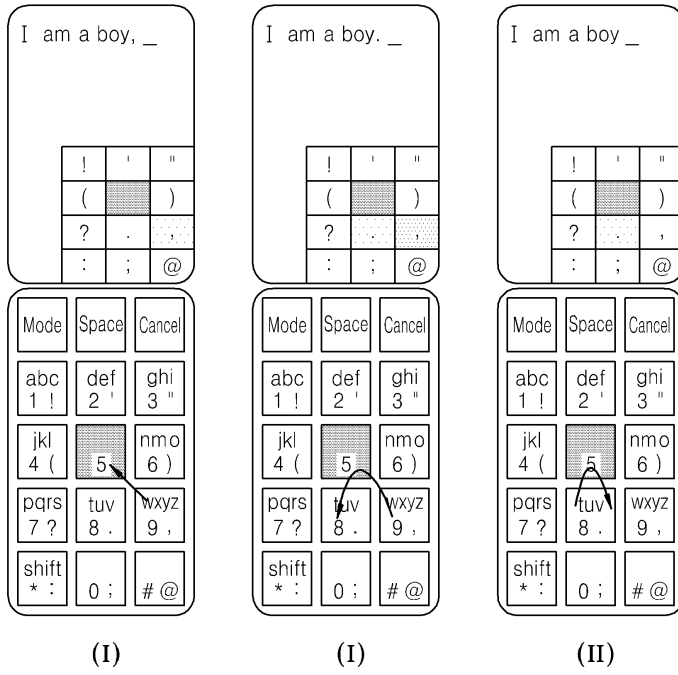 I am a boy, _
! ' "
( )
? . ,
: ; @
Mode Space Cancel
abc def ghi
1 ! 2 ' 3 "
jkl nmo
4 ( 5 6 )
pqrs tuv wxyz
7 ? 8 . 9 ,
shift
* : 0 ; # @
(I)
I am a boy. _
! ' "
( )
? . ,
: ; @
Mode Space Cancel
abc def ghi
1 ! 2 ' 3 "
jkl nmo
4 ( 5 6 )
pqrs tuv wxyz
7 ? 8 . 9 ,
shift
* : 0 ; # @
(I)
I am a boy _
! ' "
( )
? . ,
: ; @
Mode Space Cancel
abc def ghi
1 ! 2 ' 3 "
jkl nmo
4 ( 5 6 )
pqrs tuv wxyz
7 ? 8 . 9 ,
shift
* : 0 ; # @
(II)